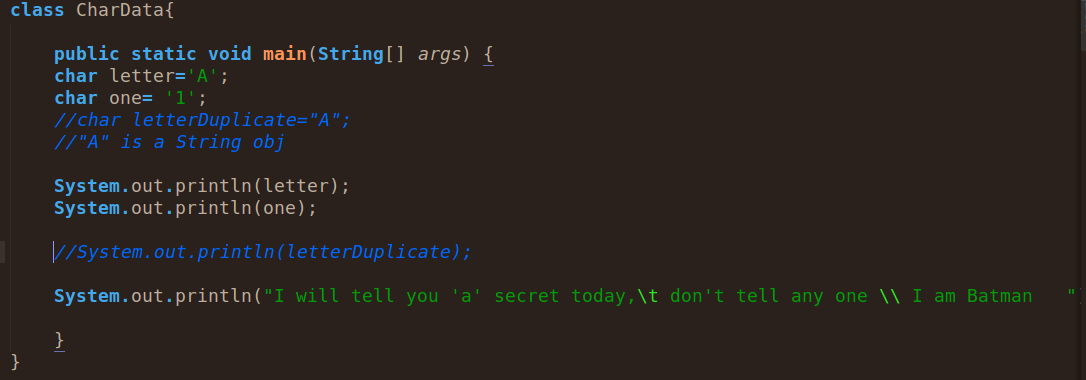 class CharData{
public static void main(String[] args) {
char letter='A';
char one= '1';
//char letterDuplicate="A";
//"A" is a String obj
System.out.println(letter);
System.out.println(one);
//System.out.println(letterDuplicate);
System.out.println("I will tell you 'a' secret today,\t don't tell any one \\ I am Batman   "
}
}